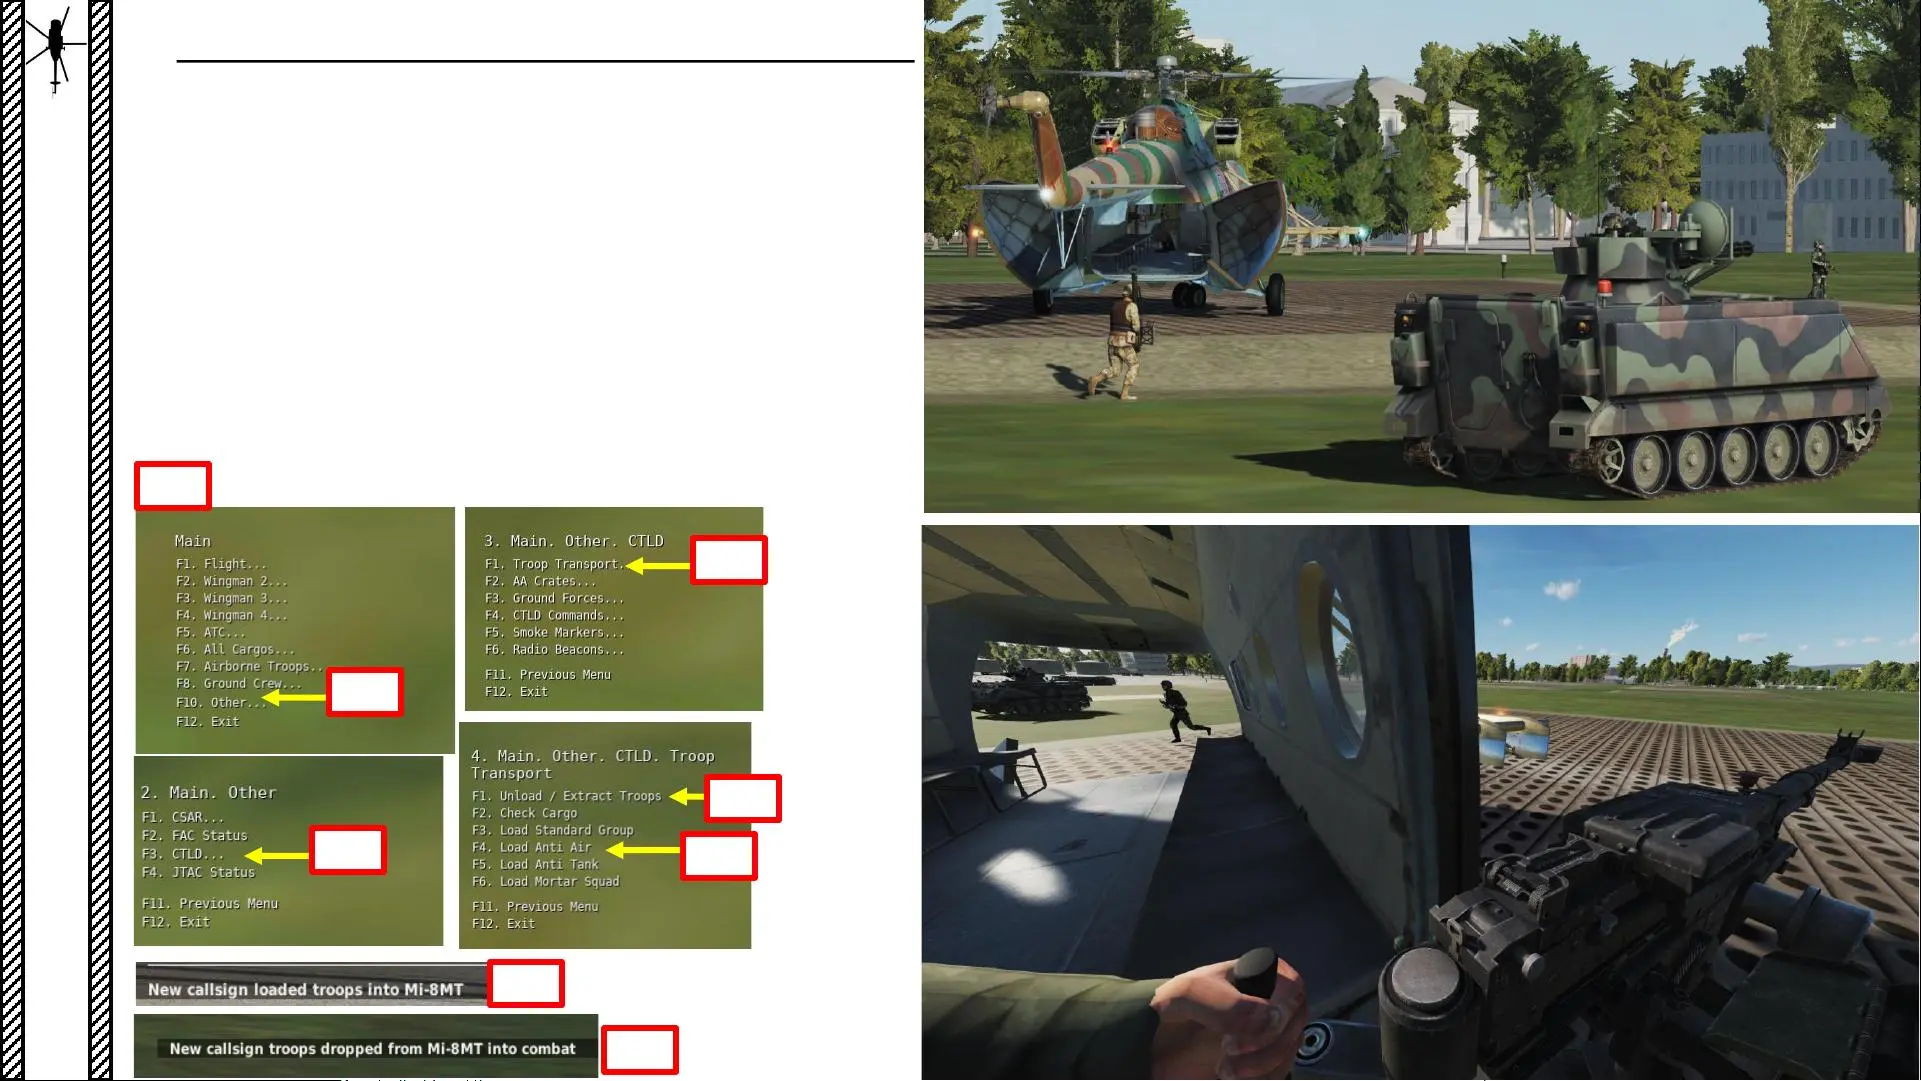 Main
F1. Flight...
F2. Wingman 2...
F3. Wingman 3...
F4. Wingman 4...
F5. ATC...
F6. All Cargos...
F7. Airborne Troops..
F8. Ground Crew...
F10. Other...
F12. Exit
2. Main. Other
F1. CSAR...
F2. FAC Status
F3. CTLD...
F4. JTAC Status
F11. Previous Menu
F12. Exit
3. Main. Other. CTLD
F1. Troop Transport.
F2. AA Crates...
F3. Ground Forces...
F4. CTLD Commands...
F5. Smoke Markers...
F6. Radio Beacons...
F11. Previous Menu
F12. Exit
4. Main. Other. CTLD. Troop
Transport
F1. Unload / Extract Troops
F2. Check Cargo
F3. Load Standard Group
F4. Load Anti Air
F5. Load Anti Tank
F6. Load Mortar Squad
F11. Previous Menu
F12. Exit
New callsign loaded troops into Mi-8MT
New callsign troops dropped from Mi-8MT into combat